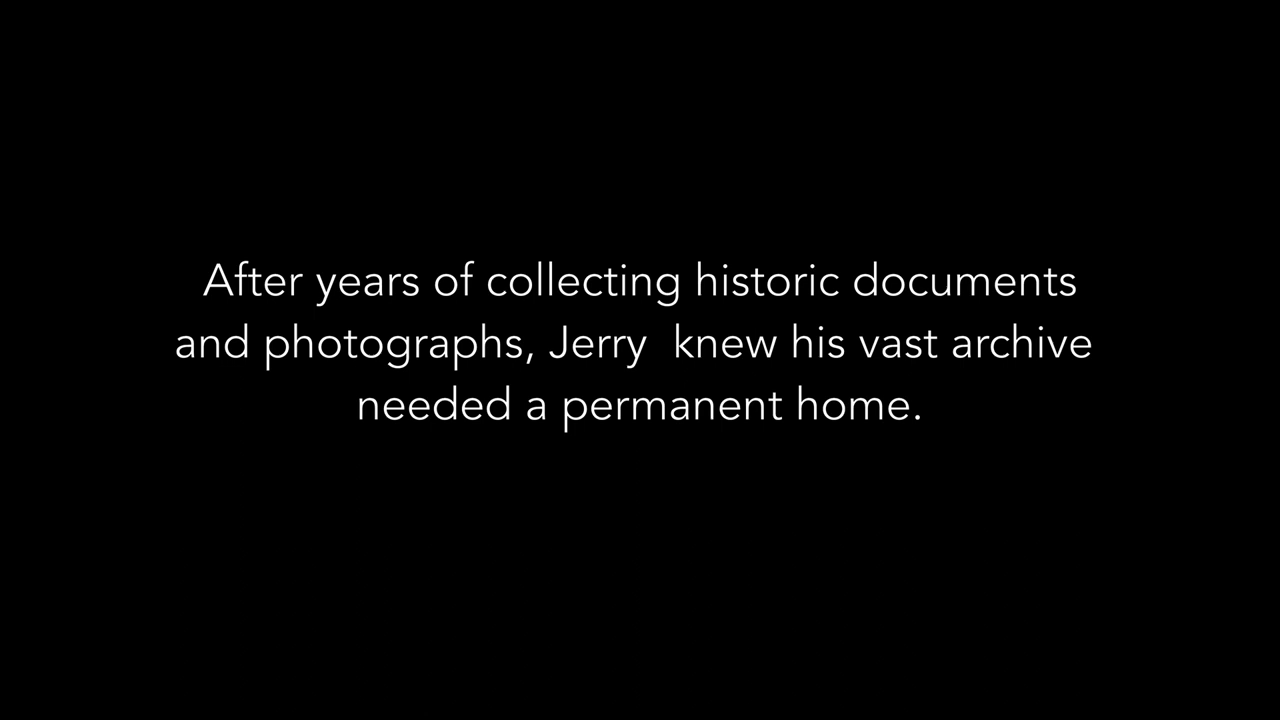 After years of collecting historic documents
and photographs, Jerry  knew his vast archive
needed a permanent home.